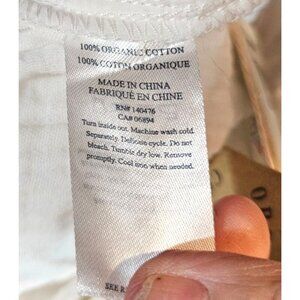 100% ORGANIC COTTON
100% COTON ORGANIQUE
MADE IN CHINA
FABRIQUÉ EN CHINE
RN# 140476
CA# 06894
Turn inside out. Machine wash cold.
Separately. Delicate cycle. Do not
bleach. Tumble dry low. Remove
promptly. Cool iron when needed.
SEE